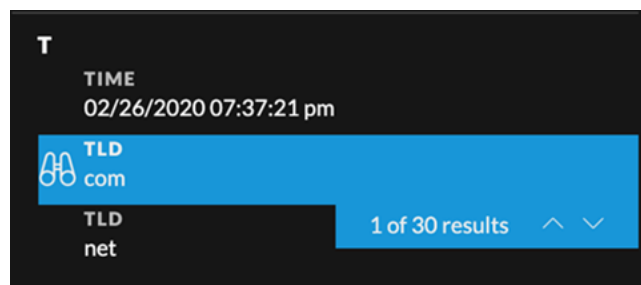 T
TIME
02/26/2020 07:37:21 pm
TLD
com
TLD
1 of 30 results
net